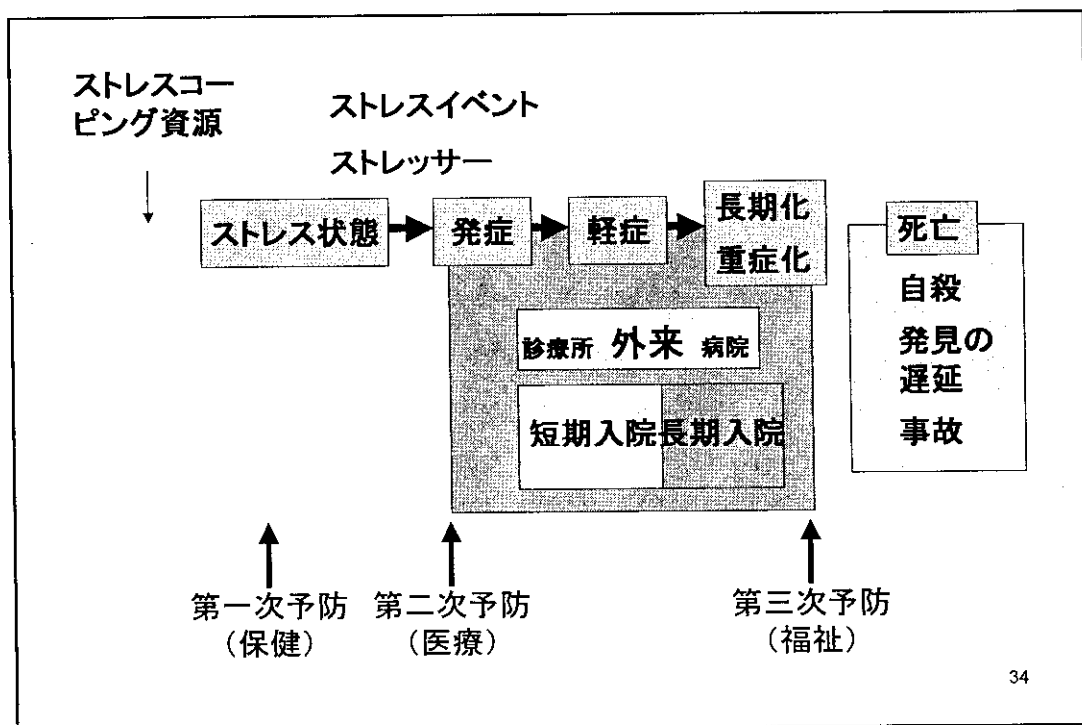 ストレスコー
ピング資源
ストレスイベント
ストレッサー
ストレス状態
発症
軽症
長期化
重症化
死亡
自殺
発見の
遅延
事故
診療所 外来 病院
短期入院
長期入院
第一次予防
（保健）
第二次予防
（医療）
第三次予防
（福祉）
34